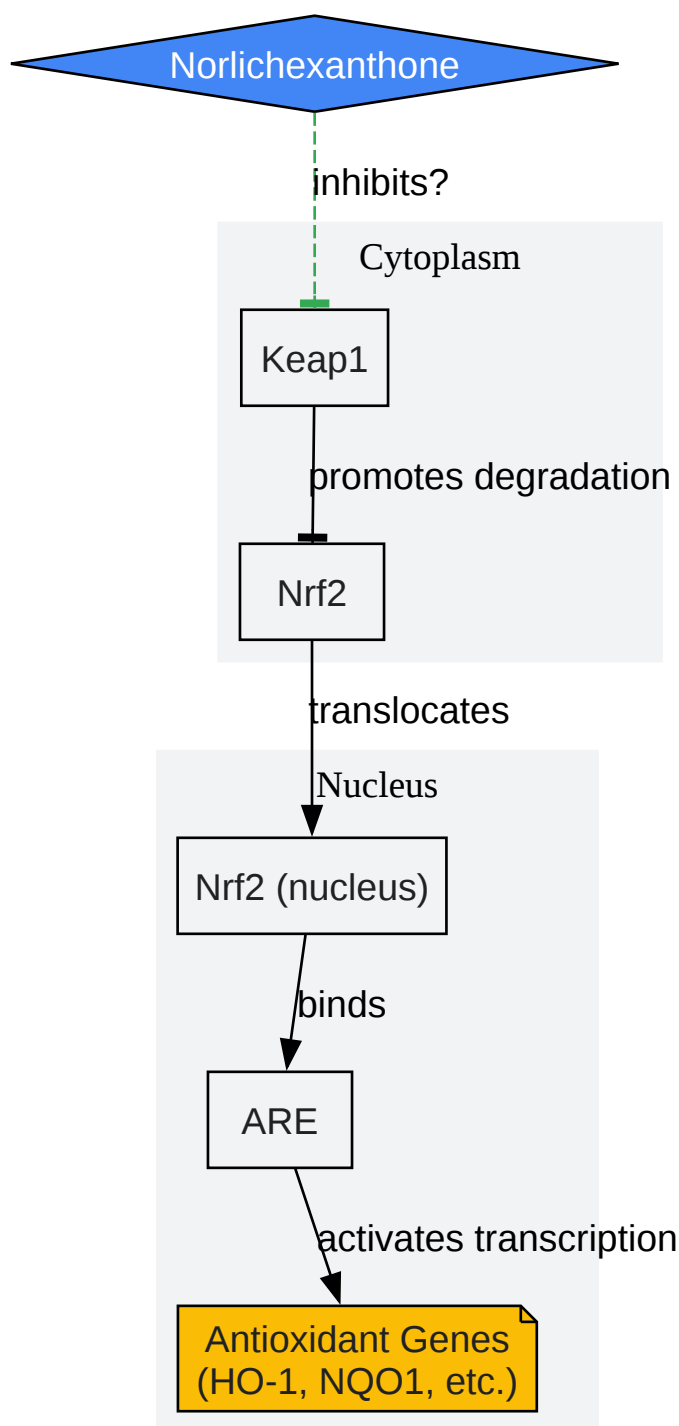 Norlichexanthone
inhibits?
Cytoplasm
Keap1
promotes degradation
Nrf2
translocates
Nucleus
Nrf2 (nucleus)
binds
ARE
activates transcription
Antioxidant Genes
(HO-1, NQO1, etc.)